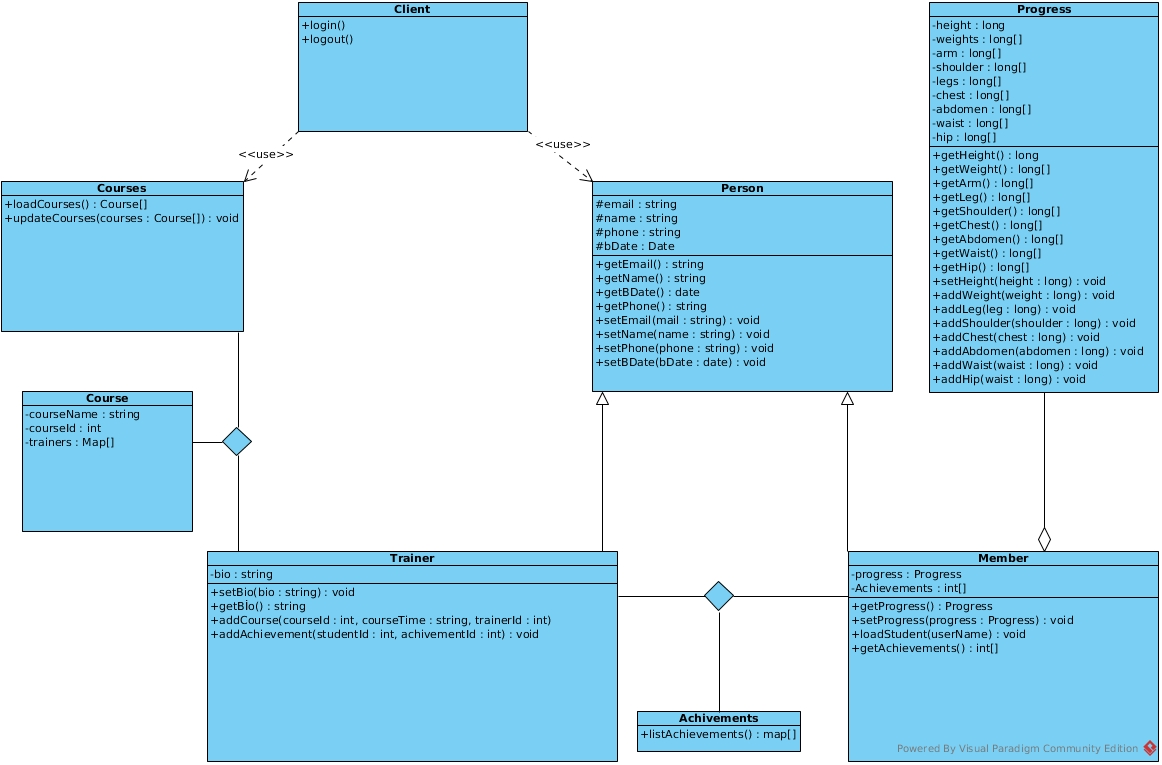 Client
+login()
+logout()
<<use>>
<<use>>
Courses
+loadCourses() : Course[]
+updateCourses(courses : Course[]) : void
Person
#email : string
#name : string
#phone : string
#bDate : Date
+getEmail() : string
+getName() : string
+getBDate() : date
+getPhone() : string
+setEmail(mail : string) : void
+setName(name : string) : void
+setPhone(phone : string) : void
+setBDate(bDate : date) : void
Progress
-height : long
-weights : long[]
-arm : long[]
-shoulder : long[]
-legs : long[]
-chest : long[]
-abdomen : long[]
-waist : long[]
-hip : long[]
+getHeight() : long
+getWeight() : long[]
+getArm() : long[]
+getLeg() : long[]
+getShoulder() : long[]
+getChest() : long[]
+getAbdomen() : long[]
+getWaist() : long[]
+getHip() : long[]
+setHeight(height : long) : void
+addWeight(weight : long) : void
+addLeg(leg : long) : void
+addShoulder(shoulder : long) : void
+addChest(chest : long) : void
+addAbdomen(abdomen : long) : void
+addWaist(waist : long) : void
+addHip(waist : long) : void
Course
-courseName : string
-courseId : int
-trainers : Map[]
Trainer
-bio : string
+setBio(bio : string) : void
+getBİo() : string
+addCourse(courseId : int, courseTime : string, trainerId : int)
+addAchievement(studentId : int, achivementId : int) : void
Member
-progress : Progress
-Achievements : int[]
+getProgress() : Progress
+setProgress(progress : Progress) : void
+loadStudent(userName) : void
+getAchievements() : int[]
Achivements
+listAchievements() : map[]
Powered By Visual Paradigm Community Edition